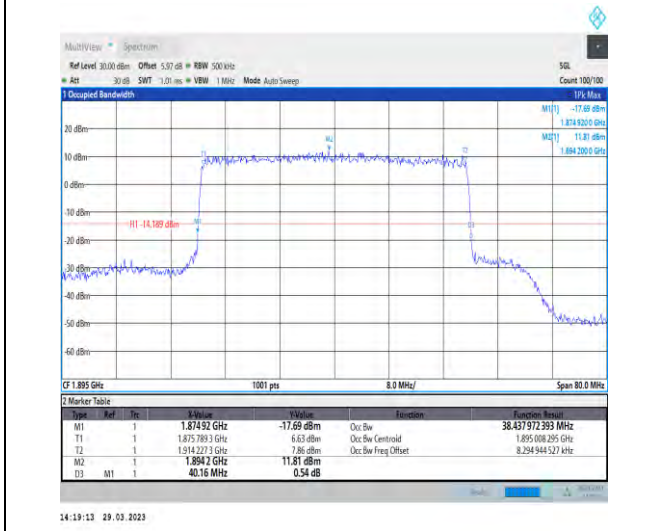 MultiView Spectrum
Ref Level 30.00 dBm Offset 5.97 dB RBW 500 kHz SGL
Att 30 dB SWT 1.01 ms VBW 1 MHz Mode Auto Sweep Count 100/100
1 Occupied Bandwidth 1Pk Max
M1[1] -17.69 dBm
1.874 920 0 GHz
M2[1] 11.81 dBm
1.894 200 0 GHz
20 dBm
M2
T1 T2
10 dBm
0 dBm
-10 dBm
H1 -14.189 dBm M1
D3
-20 dBm
-30 dBm
-40 dBm
-50 dBm
-60 dBm
CF 1.895 GHz 1001 pts 8.0 MHz/ Span 80.0 MHz
2 Marker Table
Type Ref Trc X-Value Y-Value Function Function Result
M1 1 1.874 92 GHz -17.69 dBm Occ Bw 38.437 972 393 MHz
T1 1 1.875 789 3 GHz 6.63 dBm Occ Bw Centroid 1.895 008 295 GHz
T2 1 1.914 227 3 GHz 7.86 dBm Occ Bw Freq Offset 8.294 944 527 kHz
M2 1 1.894 2 GHz 11.81 dBm
D3 M1 1 40.16 MHz 0.54 dB
14:19:13 29.03.2023